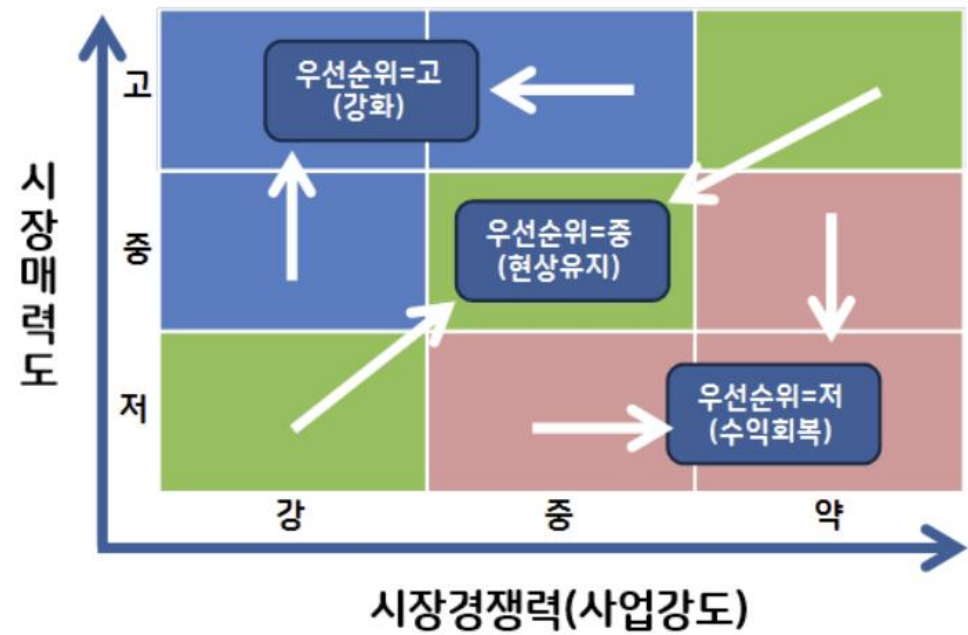 시장매력도
고
중
저
우선순위=고
(강화)
우선순위=중
(현상유지)
우선순위=저
(수익회복)
강
중
약
시장경쟁력(사업강도)